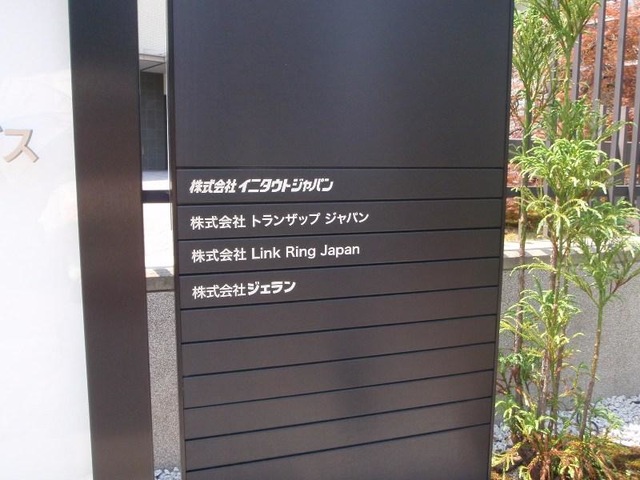 株式会社 イニタウトジャパン
株式会社 トランザップ ジャパン
株式会社 Link Ring Japan
株式会社 ジェラン
ス